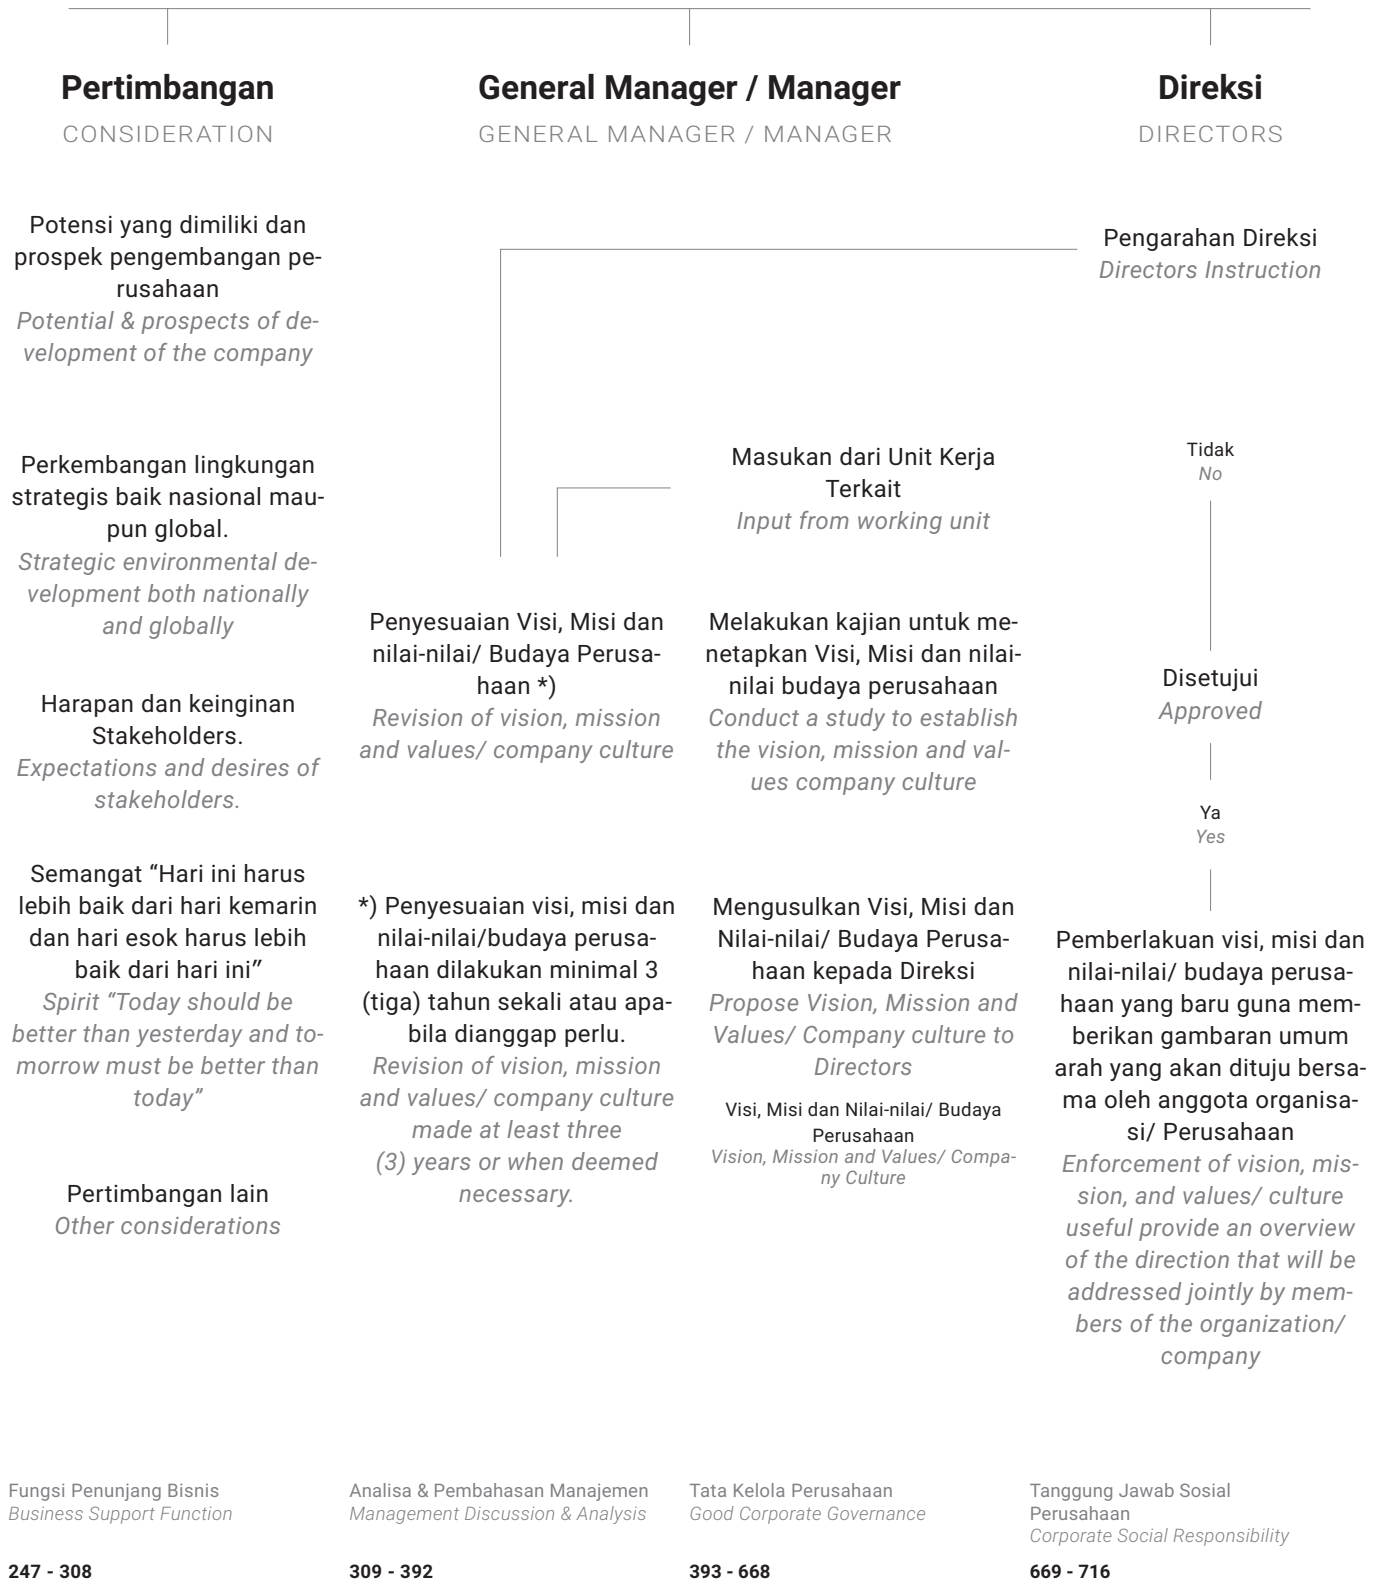 Pertimbangan
CONSIDERATION
General Manager / Manager
GENERAL MANAGER / MANAGER
Direksi
DIRECTORS
Potensi yang dimiliki dan
prospek pengembangan pe-
rusahaan
Potential & prospects of de-
velopment of the company
Perkembangan lingkungan
strategis baik nasional mau-
pun global.
Strategic environmental de-
velopment both nationally
and globally
Harapan dan keinginan
Stakeholders.
Expectations and desires of
stakeholders.
Semangat “Hari ini harus
lebih baik dari hari kemarin
dan hari esok harus lebih
baik dari hari ini”
Spirit “Today should be
better than yesterday and to-
morrow must be better than
today”
Pertimbangan lain
Other considerations
Penyesuaian Visi, Misi dan
nilai-nilai/ Budaya Perusa-
haan *)
Revision of vision, mission
and values/ company culture
*) Penyesuaian visi, misi dan
nilai-nilai/budaya perusa-
haan dilakukan minimal 3
(tiga) tahun sekali atau apa-
bila dianggap perlu.
Revision of vision, mission
and values/ company culture
made at least three
(3) years or when deemed
necessary.
Masukan dari Unit Kerja
Terkait
Input from working unit
Melakukan kajian untuk me-
netapkan Visi, Misi dan nilai-
nilai budaya perusahaan
Conduct a study to establish
the vision, mission and val-
ues company culture
Mengusulkan Visi, Misi dan
Nilai-nilai/ Budaya Perusa-
haan kepada Direksi
Propose Vision, Mission and
Values/ Company culture to
Directors
Visi, Misi dan Nilai-nilai/ Budaya
Perusahaan
Vision, Mission and Values/ Compa-
ny Culture
Pengarahan Direksi
Directors Instruction
Tidak
No
Disetujui
Approved
Ya
Yes
Pemberlakuan visi, misi dan
nilai-nilai/ budaya perusa-
haan yang baru guna mem-
berikan gambaran umum
arah yang akan dituju bersa-
ma oleh anggota organisa-
si/ Perusahaan
Enforcement of vision, mis-
sion, and values/ culture
useful provide an overview
of the direction that will be
addressed jointly by mem-
bers of the organization/
company
Fungsi Penunjang Bisnis
Business Support Function
247 - 308
Analisa & Pembahasan Manajemen
Management Discussion & Analysis
309 - 392
Tata Kelola Perusahaan
Good Corporate Governance
393 - 668
Tanggung Jawab Sosial
Perusahaan
Corporate Social Responsibility
669 - 716